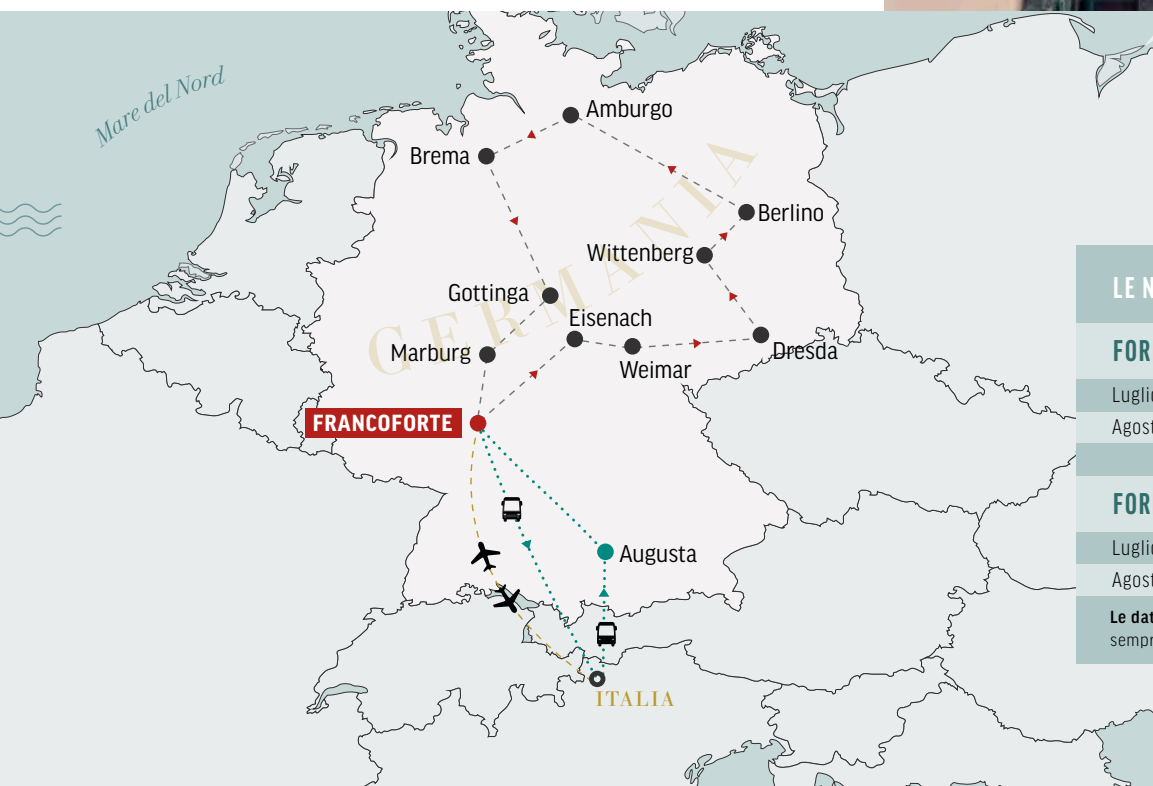 Mare del Nord
Amburgo
Brema
GERMANIA
Berlino
Wittenberg
Gottinga
Eisenach
Marburg
Dresda
Weimar
FRANCOFORTE
Augusta
ITALIA
LE N
FOR
Luglio
Agost
FOR
Luglio
Agost
Le dat
sempr